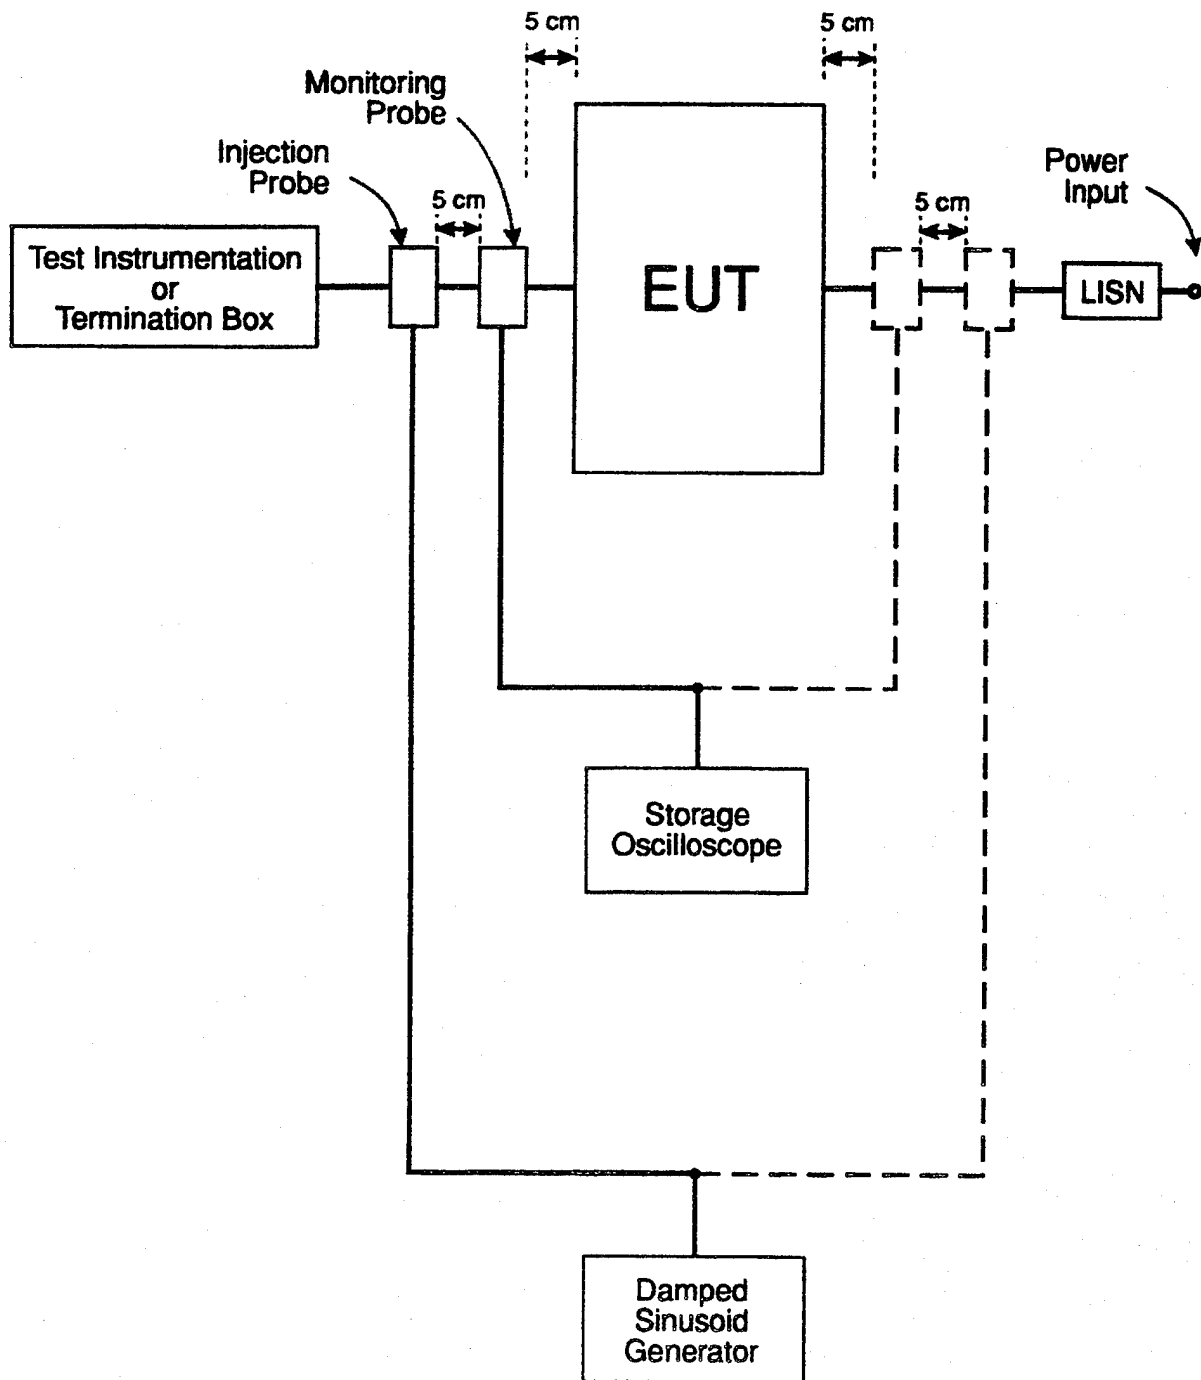 5 cm
5 cm
Monitoring
Probe
Injection
Probe
5 cm
Power
Input
5 cm
Test Instrumentation
or
Termination Box
EUT
LISN
Storage
Oscilloscope
Damped
Sinusoid
Generator